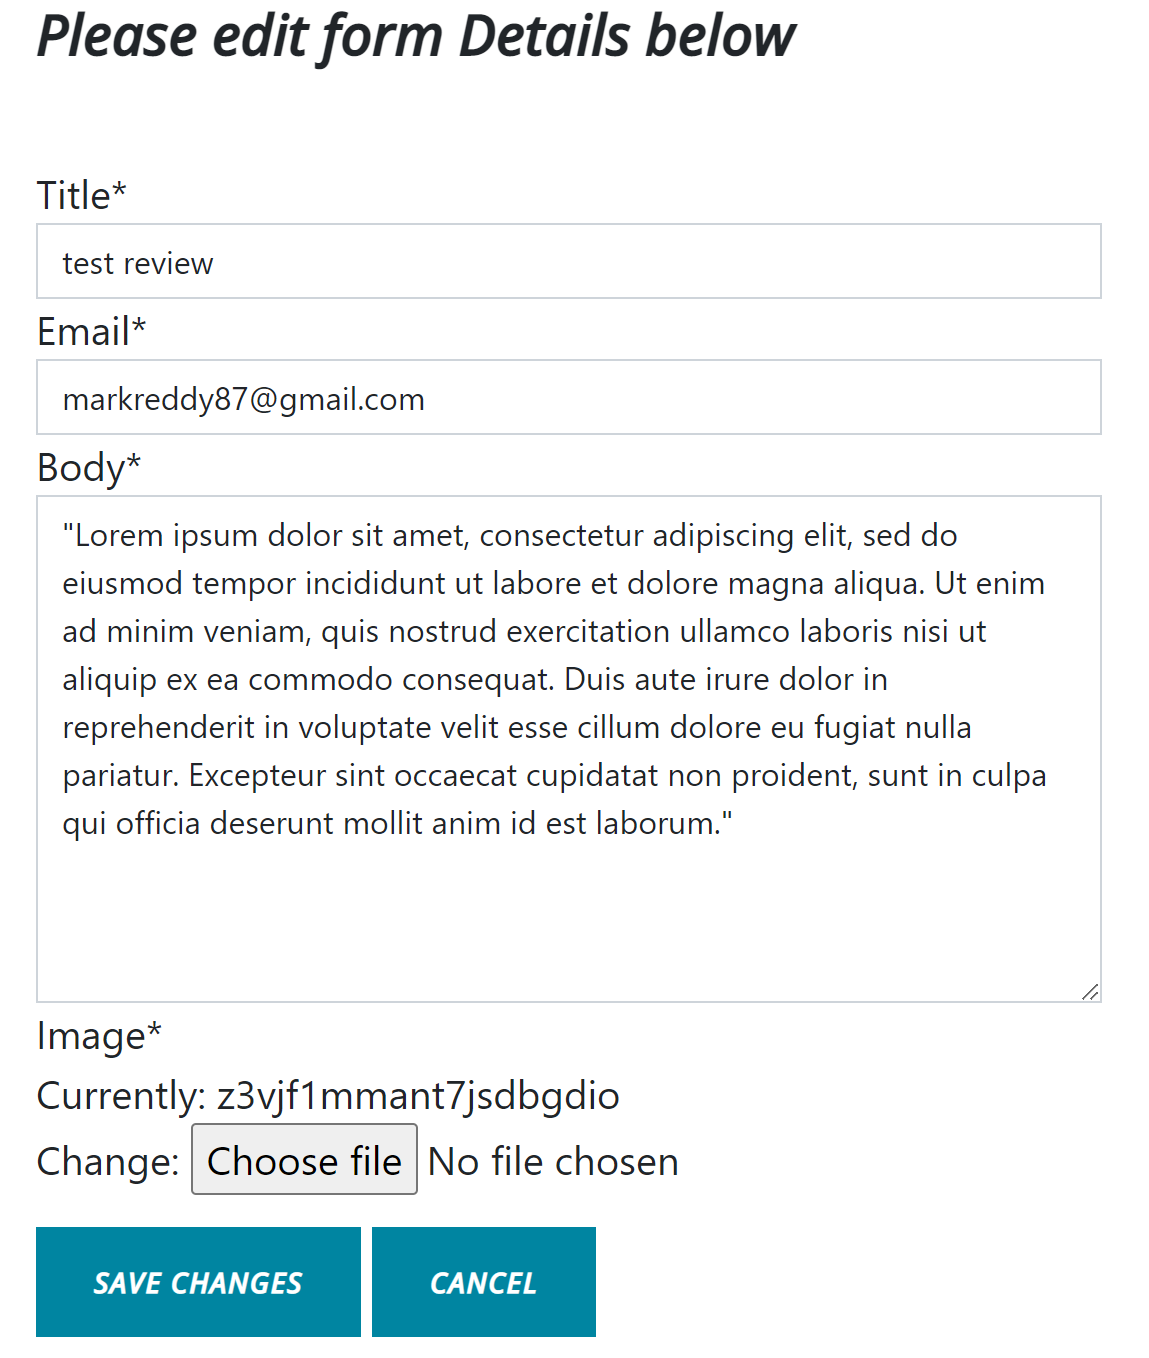 Please edit form Details below
Title*
test review
Email*
markreddy87@gmail.com
Body*
"Lorem ipsum dolor sit amet, consectetur adipiscing elit, sed do
eiusmod tempor incididunt ut labore et dolore magna aliqua. Ut enim
ad minim veniam, quis nostrud exercitation ullamco laboris nisi ut
aliquip ex ea commodo consequat. Duis aute irure dolor in
reprehenderit in voluptate velit esse cillum dolore eu fugiat nulla
pariatur. Excepteur sint occaecat cupidatat non proident, sunt in culpa
qui officia deserunt mollit anim id est laborum."
Image*
Currently: z3vjf1mmant7jsdbgdio
Change: Choose file No file chosen
SAVE CHANGES CANCEL